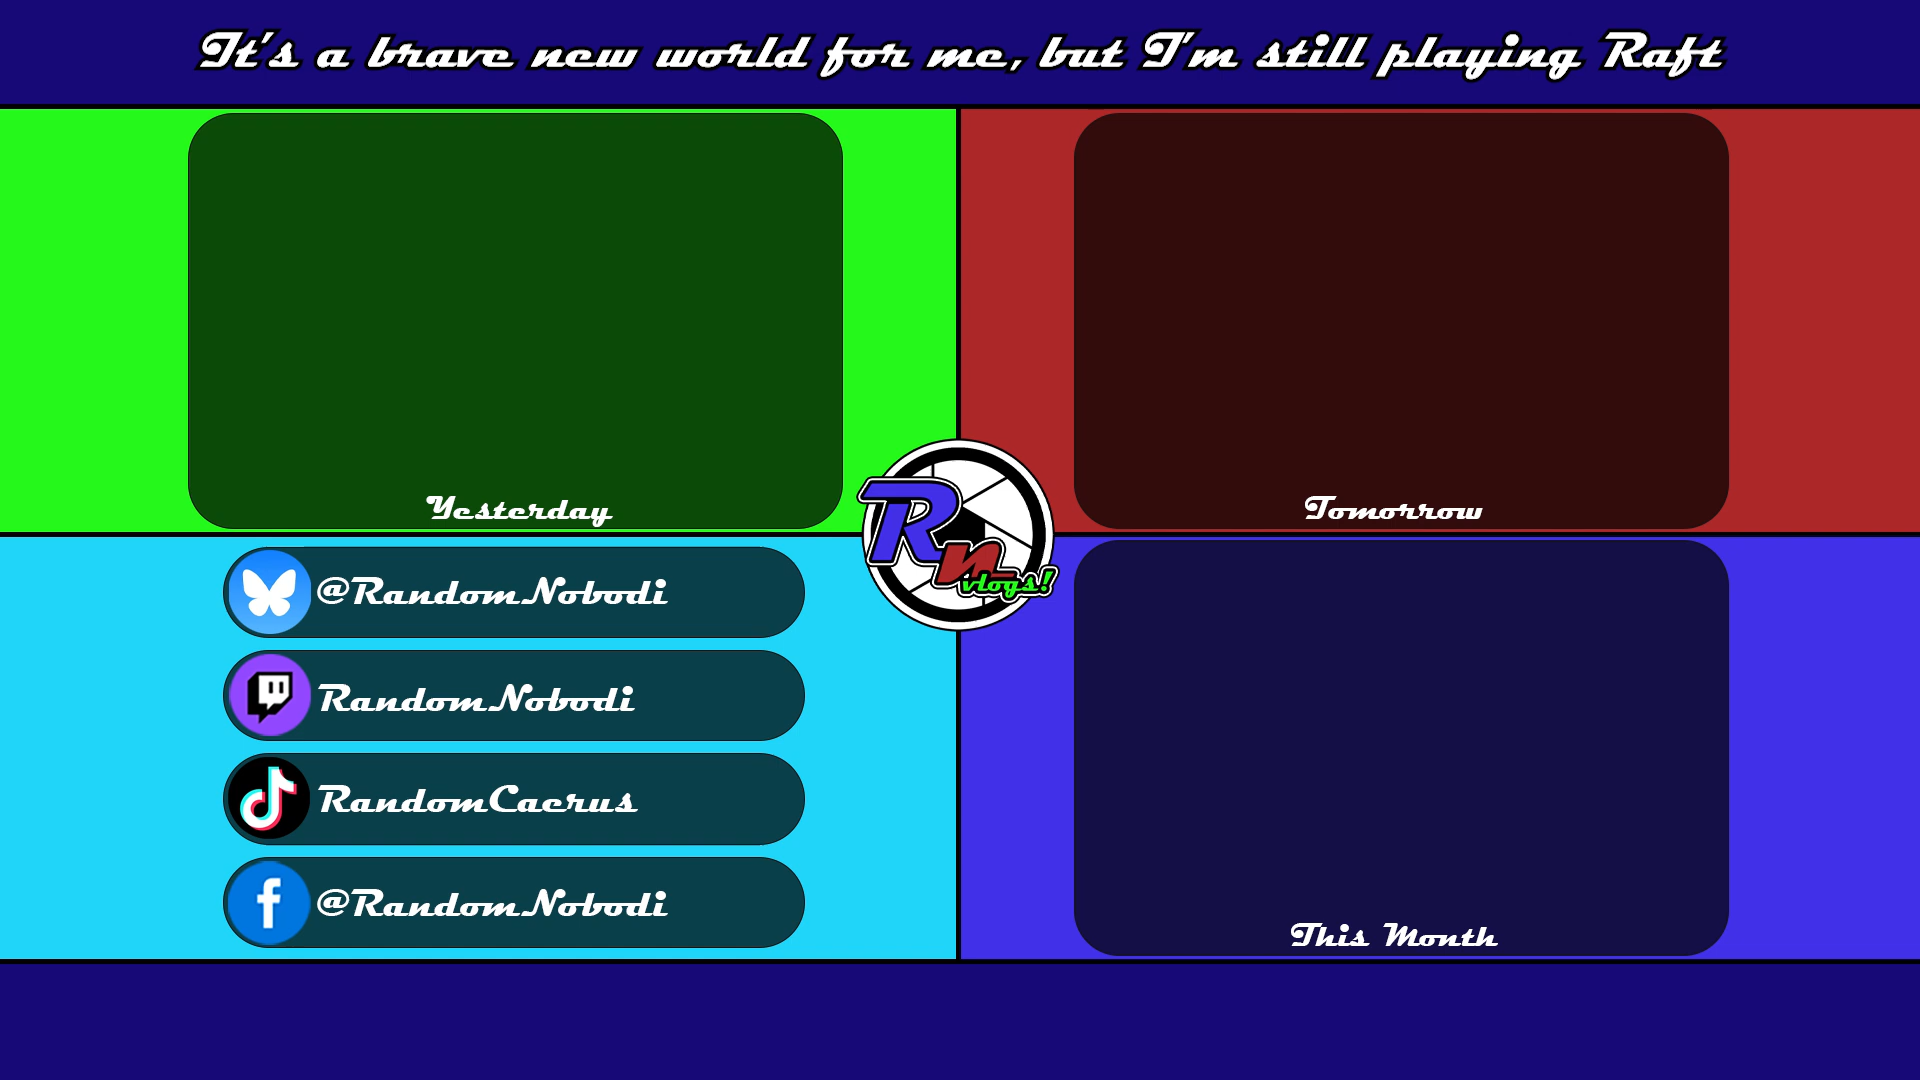 It's a brave new world for me, but I'm still playing Raft
Yesterday
Tomorrow
Rn
vlogs!
@RandomNobodi
RandomNobodi
RandomCaerus
@RandomNobodi
This Month